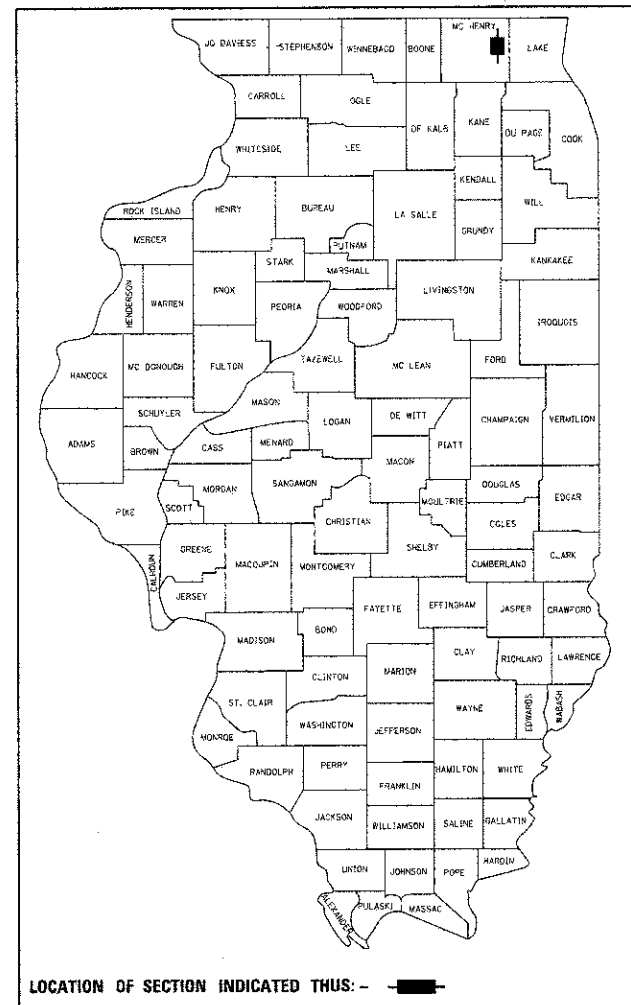 MC HENRY
JO DAVIESS STEPHENSON WINNEBAGO BOONE LAKE
CARROLL OGLE
DE KALB KANE DU PAGE COOK
WHITESIDE LEE
KENDALL
ROCK ISLAND HENRY BUREAU LA SALLE GRUNDY WILL
MERCER PUTNAM
STARK MARSHALL KANKAKEE
HENDERSON WARREN KNOX PEORIA WOODFORD LIVINGSTON IROQUOIS
HANCOCK MC DONOUGH FULTON TAZEWELL MC LEAN FORD
SCHUYLER MASON
ADAMS BROWN CASS MENARD LOGAN DE WITT PIATT CHAMPAIGN VERMILION
MACON
PIKE SCOTT MORGAN SANGAMON MOULTRIE DOUGLAS EDGAR
CHRISTIAN COLES
CALHOUN GREENE MACOUPIN MONTGOMERY SHELBY CUMBERLAND CLARK
JERSEY FAYETTE EFFINGHAM JASPER CRAWFORD
MADISON BOND
CLAY RICHLAND LAWRENCE
CLINTON MARION
ST. CLAIR WAYNE EDWARDS WABASH
WASHINGTON JEFFERSON
MONROE
RANDOLPH PERRY HAMILTON WHITE
FRANKLIN
JACKSON WILLIAMSON SALINE GALLATIN
HARDIN
UNION JOHNSON POPE
ALEXANDER PULASKI MASSAC
LOCATION OF SECTION INDICATED THUS: -